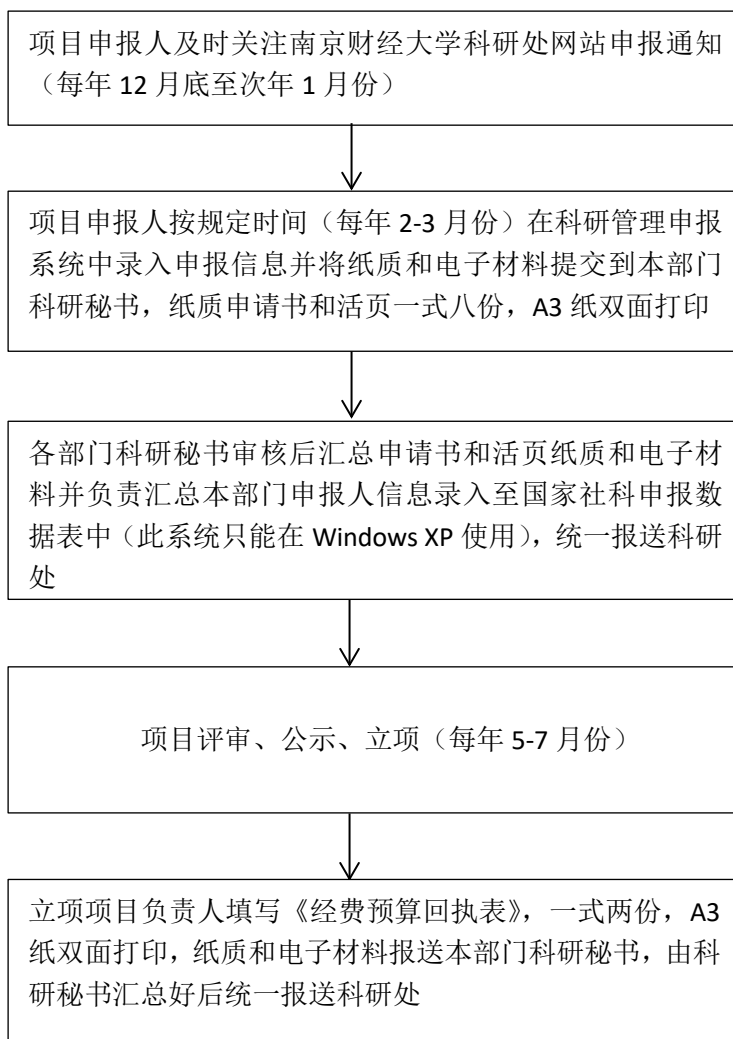 项目申报人及时关注南京财经大学科研处网站申报通知
（每年 12 月底至次年 1 月份）
项目申报人按规定时间（每年 2-3 月份）在科研管理申报
系统中录入申报信息并将纸质和电子材料提交到本部门
科研秘书，纸质申请书和活页一式八份，A3 纸双面打印
各部门科研秘书审核后汇总申请书和活页纸质和电子材
料并负责汇总本部门申报人信息录入至国家社科申报数
据表中（此系统只能在 Windows XP 使用），统一报送科研
处
项目评审、公示、立项（每年 5-7 月份）
立项项目负责人填写《经费预算回执表》，一式两份，A3
纸双面打印，纸质和电子材料报送本部门科研秘书，由科
研秘书汇总好后统一报送科研处